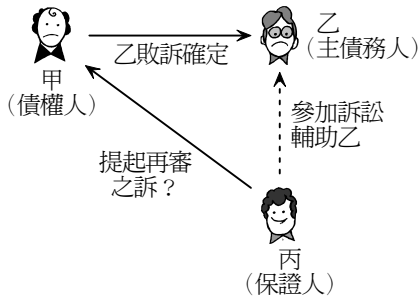 乙敗訴確定
乙
（主債務人）
甲
（債權人）
參加訴訟
輔助乙
提起再審
之訴？
丙
（保證人）